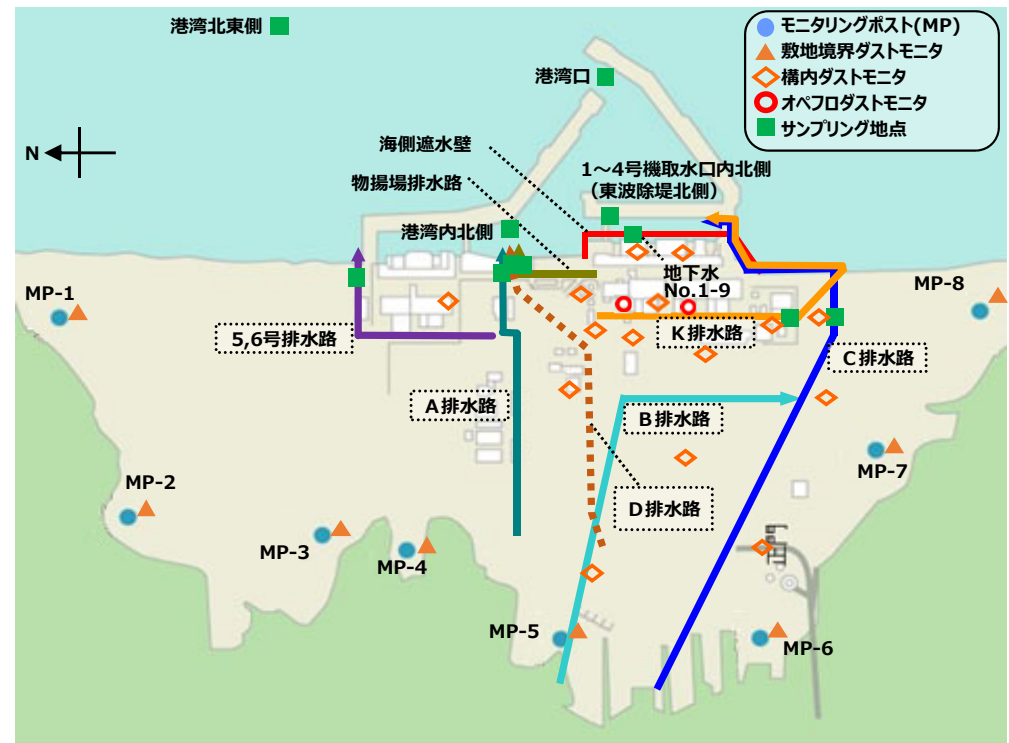 港湾北東側
モニタリングポスト(MP)
敷地境界ダストモニタ
構内ダストモニタ
オペフロダストモニタ
サンプリング地点
港湾口
N
海側遮水壁
物揚場排水路
1～4号機取水口内北側
（東波除堤北側）
港湾内北側
地下水
No.1-9
MP-1
MP-8
5,6号排水路
K排水路
C排水路
A排水路
B排水路
MP-7
MP-2
D排水路
MP-3
MP-4
正門
MP-5
MP-6